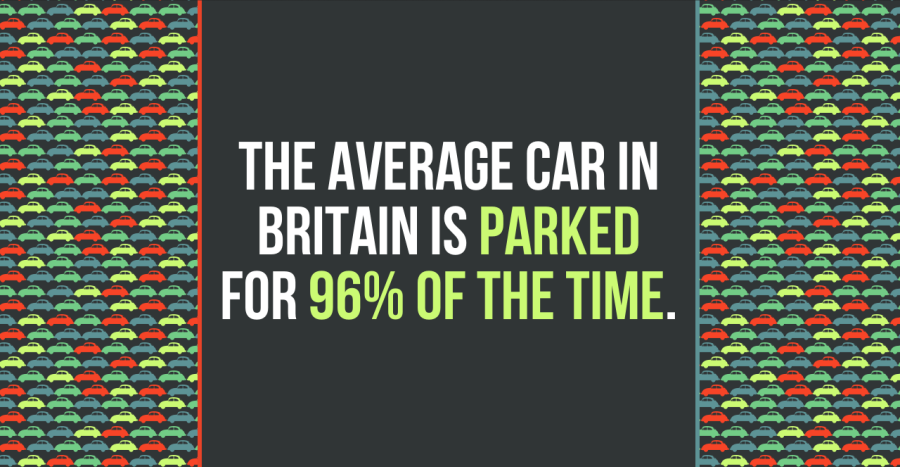 THE AVERAGE CAR IN
BRITAIN IS PARKED
FOR 96% OF THE TIME.